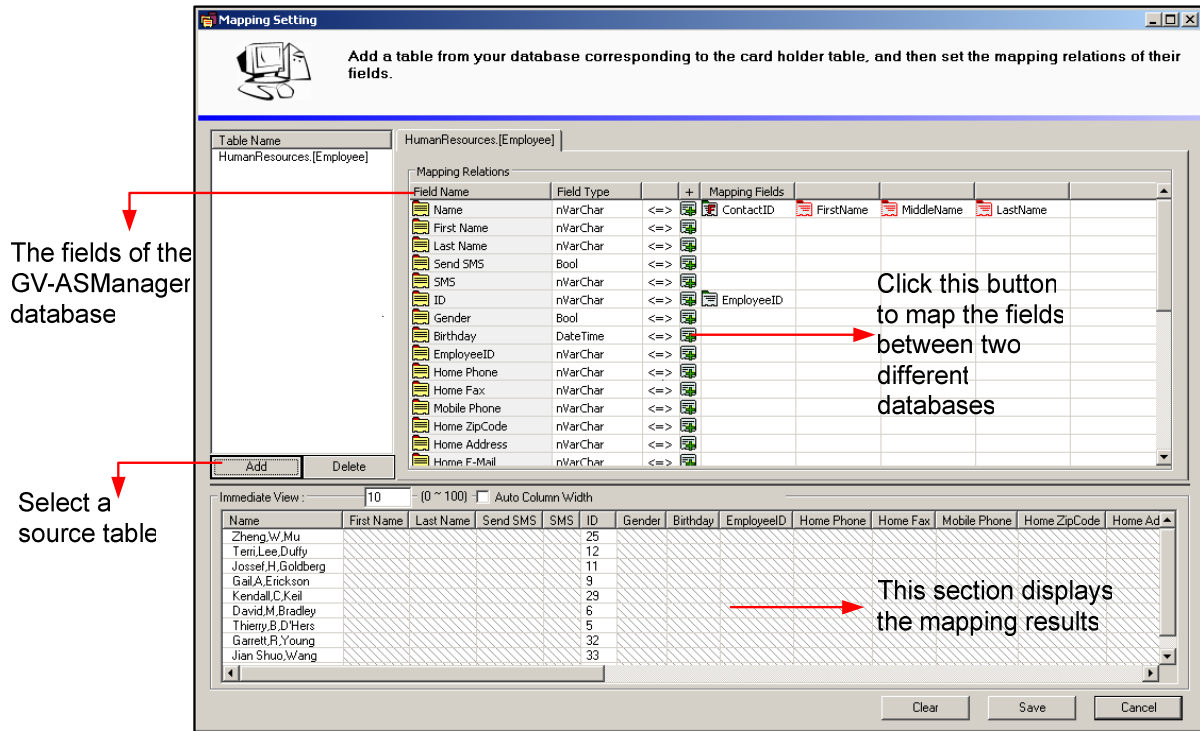 Mapping Setting
Add a table from your database corresponding to the card holder table, and then set the mapping relations of their
fields.
Table Name
HumanResources.[Employee]
HumanResources.[Employee]
Mapping Relations
Field Name Field Type + Mapping Fields
Name nVarChar <=> ContactID FirstName MiddleName LastName
First Name nVarChar <=>
Last Name nVarChar <=>
Send SMS Bool <=>
SMS nVarChar <=>
ID nVarChar <=> EmployeeID
Gender Bool <=>
Birthday DateTime <=>
EmployeeID nVarChar <=>
Home Phone nVarChar <=>
Home Fax nVarChar <=>
Mobile Phone nVarChar <=>
Home ZipCode nVarChar <=>
Home Address nVarChar <=>
Home E-Mail nVarChar <=>
The fields of the
GV-ASManager
database
Click this button
to map the fields
between two
different
databases
Add Delete
Select a
source table
Immediate View : 10 (0 ~ 100) Auto Column Width
Name First Name Last Name Send SMS SMS ID Gender Birthday EmployeeID Home Phone Home Fax Mobile Phone Home ZipCode Home Ad
Zheng,W,Mu 25
Terri,Lee,Duffy 12
Jossef,H,Goldberg 11
Gail,A,Erickson 9
Kendall,C,Keil 29
David,M,Bradley 6
Thierry,B,D'Hers 5
Garrett,R,Young 32
Jian Shuo,Wang 33
This section displays
the mapping results
Clear Save Cancel